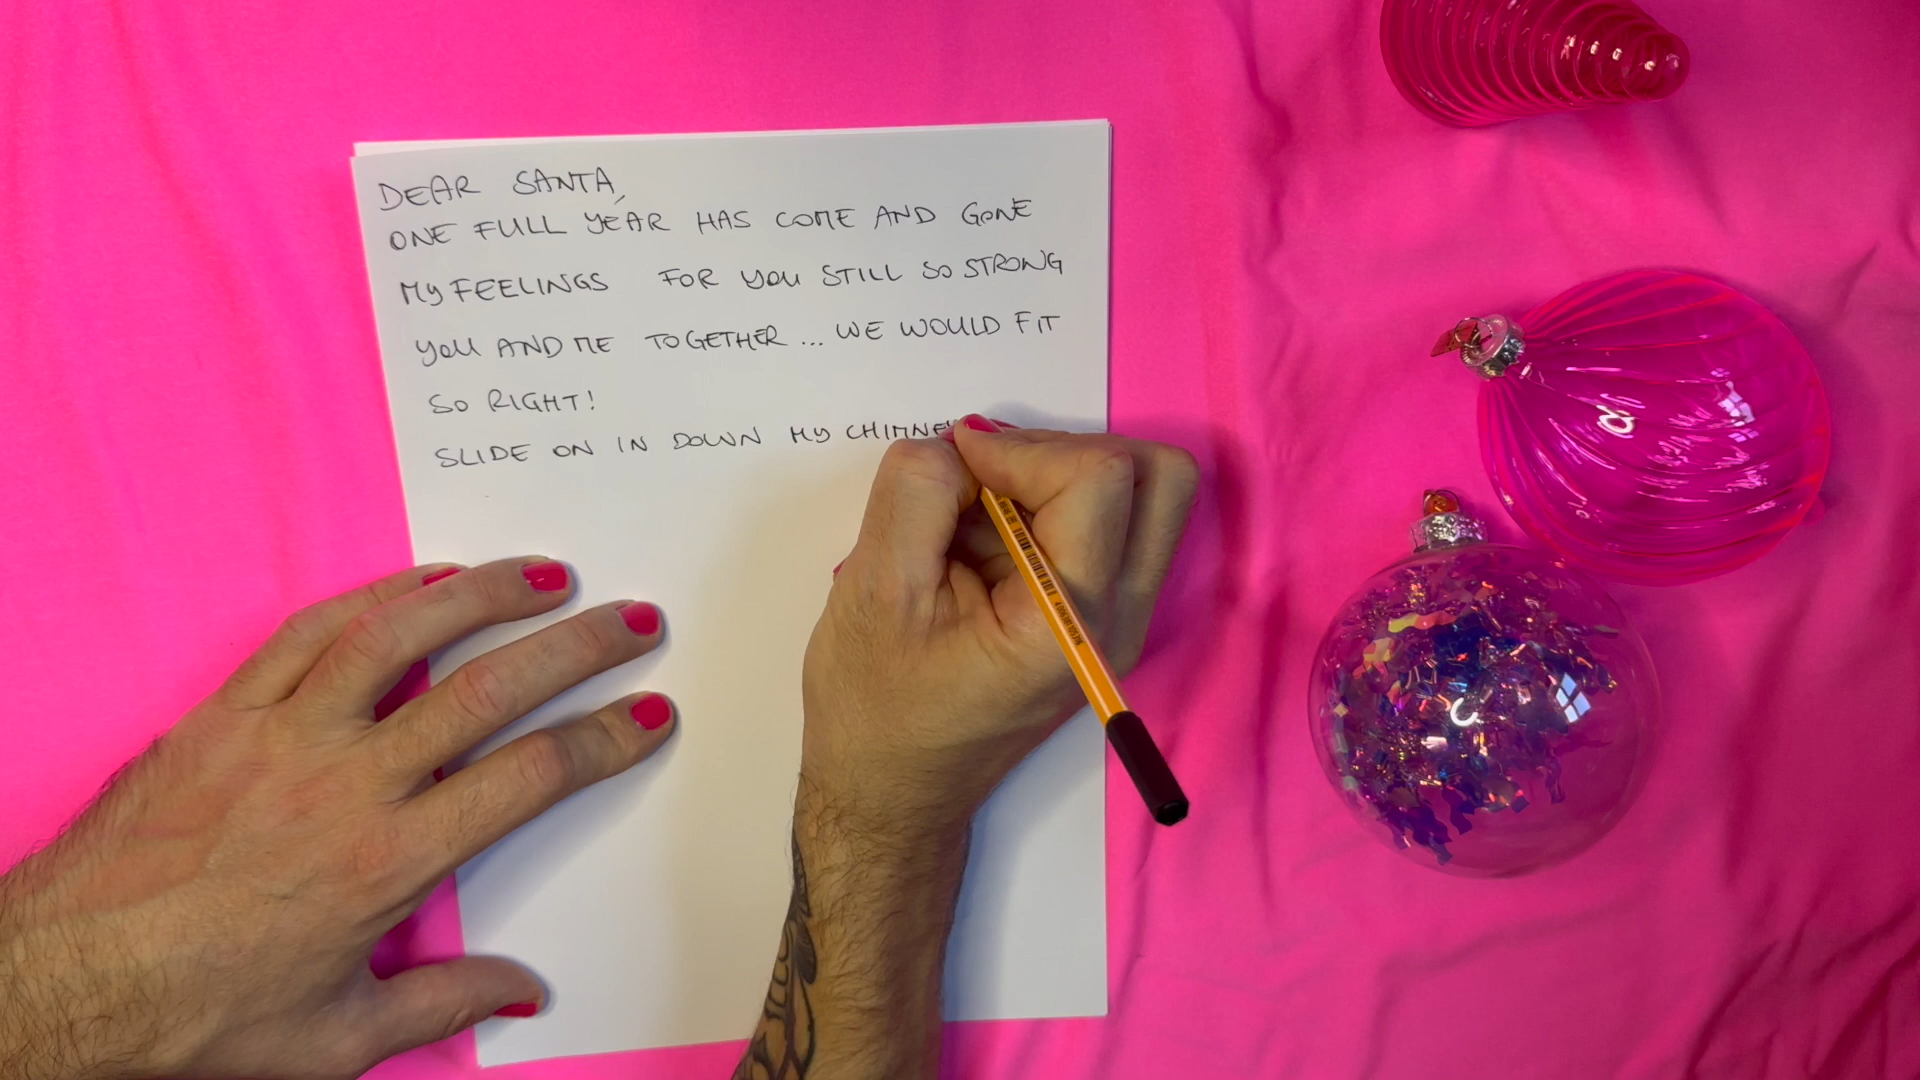 DEAR SANTA,
ONE FULL YEAR HAS COME AND GONE
MY FEELINGS FOR YOU STILL SO STRONG
YOU AND ME TOGETHER... WE WOULD FIT
SO RIGHT!
SLIDE ON IN DOWN MY CHIMNEY